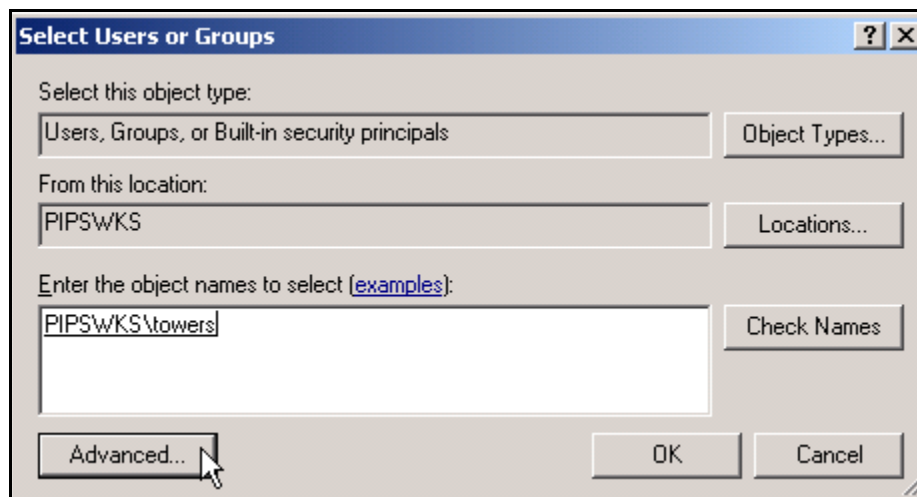 Select Users or Groups
Select this object type:
Users, Groups, or Built-in security principals
Object Types...
From this location:
PIPSWKS
Locations...
Enter the object names to select (examples):
PIPSWKS\towers
Check Names
Advanced...
OK
Cancel